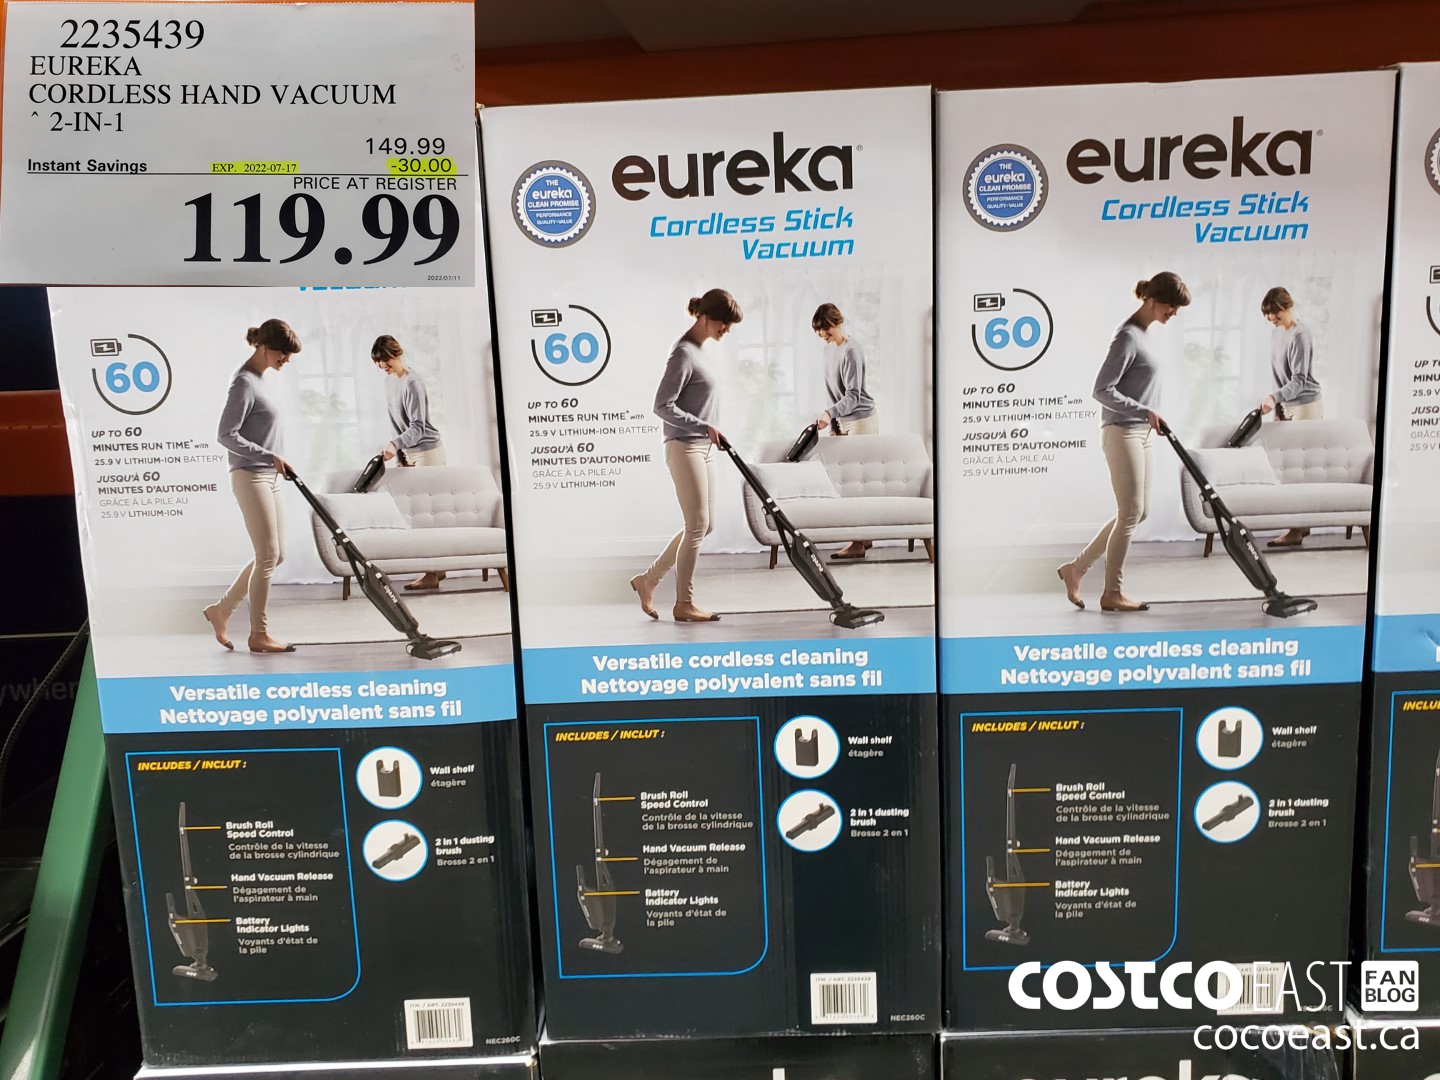 2235439
EUREKA
CORDLESS HAND VACUUM
^ 2-IN-1
149.99
Instant Savings EXP. 2022-07-17 -30.00
PRICE AT REGISTER
119.99
2022/07/11
60
UP TO 60
MINUTES RUN TIME* with
25.9 V LITHIUM-ION BATTERY
JUSQU'À 60
MINUTES D'AUTONOMIE
GRÂCE À LA PILE AU
25.9 V LITHIUM-ION
Versatile cordless cleaning
Nettoyage polyvalent sans fil
INCLUDES / INCLUT :
Brush Roll
Speed Control
Contrôle de la vitesse
de la brosse cylindrique
Hand Vacuum Release
Dégagement de
l'aspirateur à main
Battery
Indicator Lights
Voyants d'état de
la pile
Wall shelf
étagère
2 in 1 dusting
brush
Brosse 2 en 1
ITM. / ART. 2235439
NEC260C
THE
eureka
CLEAN PROMISE
PERFORMANCE
QUALITY•VALUE
eureka®
Cordless Stick
Vacuum
60
UP TO 60
MINUTES RUN TIME* with
25.9 V LITHIUM-ION BATTERY
JUSQU'À 60
MINUTES D'AUTONOMIE
GRÂCE À LA PILE AU
25.9 V LITHIUM-ION
Versatile cordless cleaning
Nettoyage polyvalent sans fil
INCLUDES / INCLUT :
Brush Roll
Speed Control
Contrôle de la vitesse
de la brosse cylindrique
Hand Vacuum Release
Dégagement de
l'aspirateur à main
Battery
Indicator Lights
Voyants d'état de
la pile
Wall shelf
étagère
2 in 1 dusting
brush
Brosse 2 en 1
ITM. / ART. 2235439
NEC260C
THE
eureka
CLEAN PROMISE
PERFORMANCE
QUALITY•VALUE
eureka®
Cordless Stick
Vacuum
60
UP TO 60
MINUTES RUN TIME* with
25.9 V LITHIUM-ION BATTERY
JUSQU'À 60
MINUTES D'AUTONOMIE
GRÂCE À LA PILE AU
25.9 V LITHIUM-ION
Versatile cordless cleaning
Nettoyage polyvalent sans fil
INCLUDES / INCLUT :
Brush Roll
Speed Control
Contrôle de la vitesse
de la brosse cylindrique
Hand Vacuum Release
Dégagement de
l'aspirateur à main
Battery
Indicator Lights
Voyants d'état de
la pile
Wall shelf
étagère
2 in 1 dusting
brush
Brosse 2 en 1
COSTCO EAST FAN BLOG
cocoeast.ca